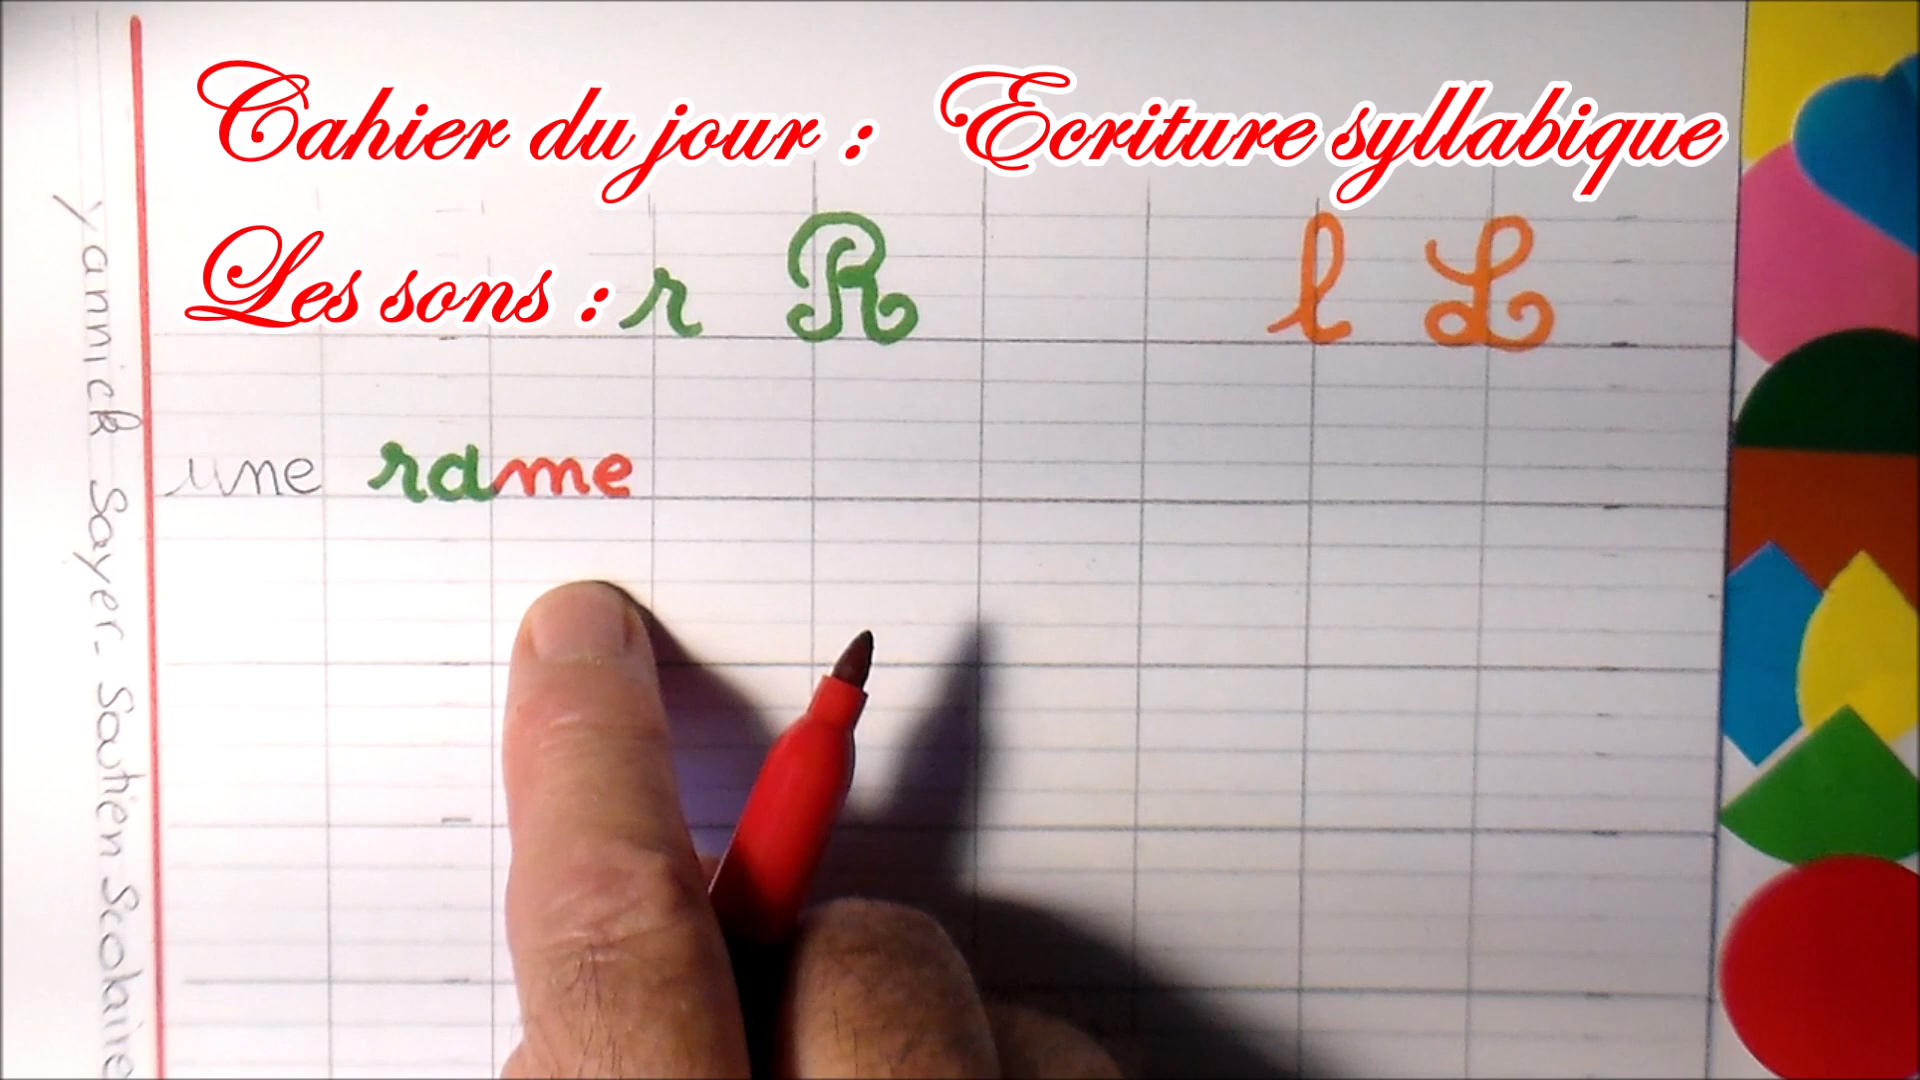 Cahier du jour : Ecriture syllabique
Les sons : r R l L
une rame
yannick Sayer - Soutien Scolaire